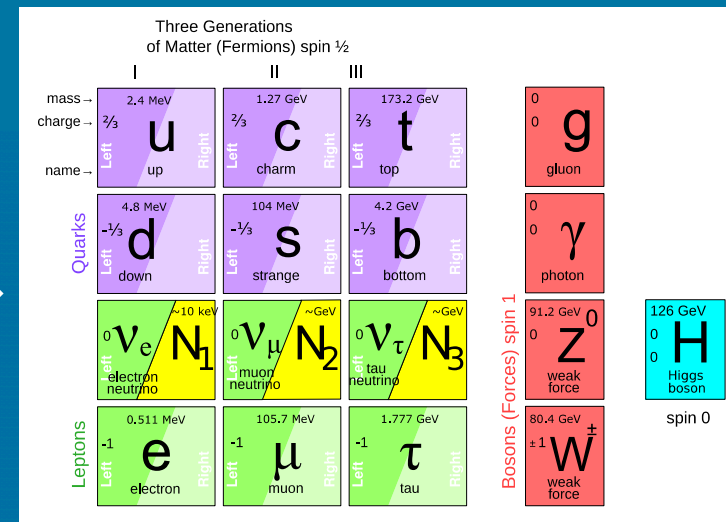 Three Generations
of Matter (Fermions) spin ½
I II III
mass→
charge→
name→
2.4 MeV
⅔
u
Left
Right
up
1.27 GeV
⅔
c
Left
Right
charm
173.2 GeV
⅔
t
Left
Right
top
0
0
g
gluon
Quarks
4.8 MeV
-⅓
d
Left
Right
down
104 MeV
-⅓
s
Left
Right
strange
4.2 GeV
-⅓
b
Left
Right
bottom
0
0
γ
photon
~10 keV
0
νe
N1
Left
electron
neutrino
~GeV
0
νμ
N2
Left
muon
neutrino
~GeV
0
ντ
N3
Left
tau
neutrino
Bosons (Forces) spin 1
91.2 GeV
0
Z0
weak
force
126 GeV
0
0
H
Higgs
boson
spin 0
Leptons
0.511 MeV
-1
e
Left
Right
electron
105.7 MeV
-1
μ
Left
Right
muon
1.777 GeV
-1
τ
Left
Right
tau
80.4 GeV
±1
W±
weak
force